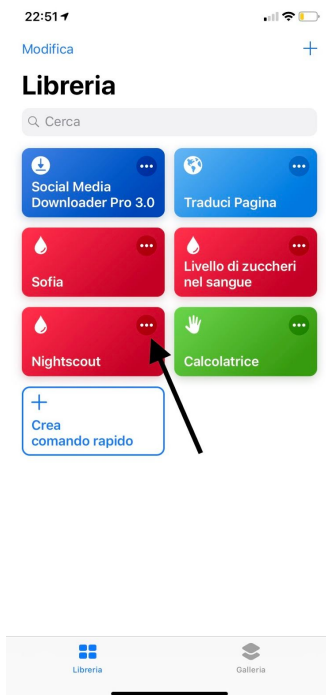 22:51
Modifica
Libreria
Cerca
Social Media
Downloader Pro 3.0
Traduci Pagina
Sofia
Livello di zuccheri
nel sangue
Nightscout
Calcolatrice
Crea
comando rapido
Libreria
Galleria